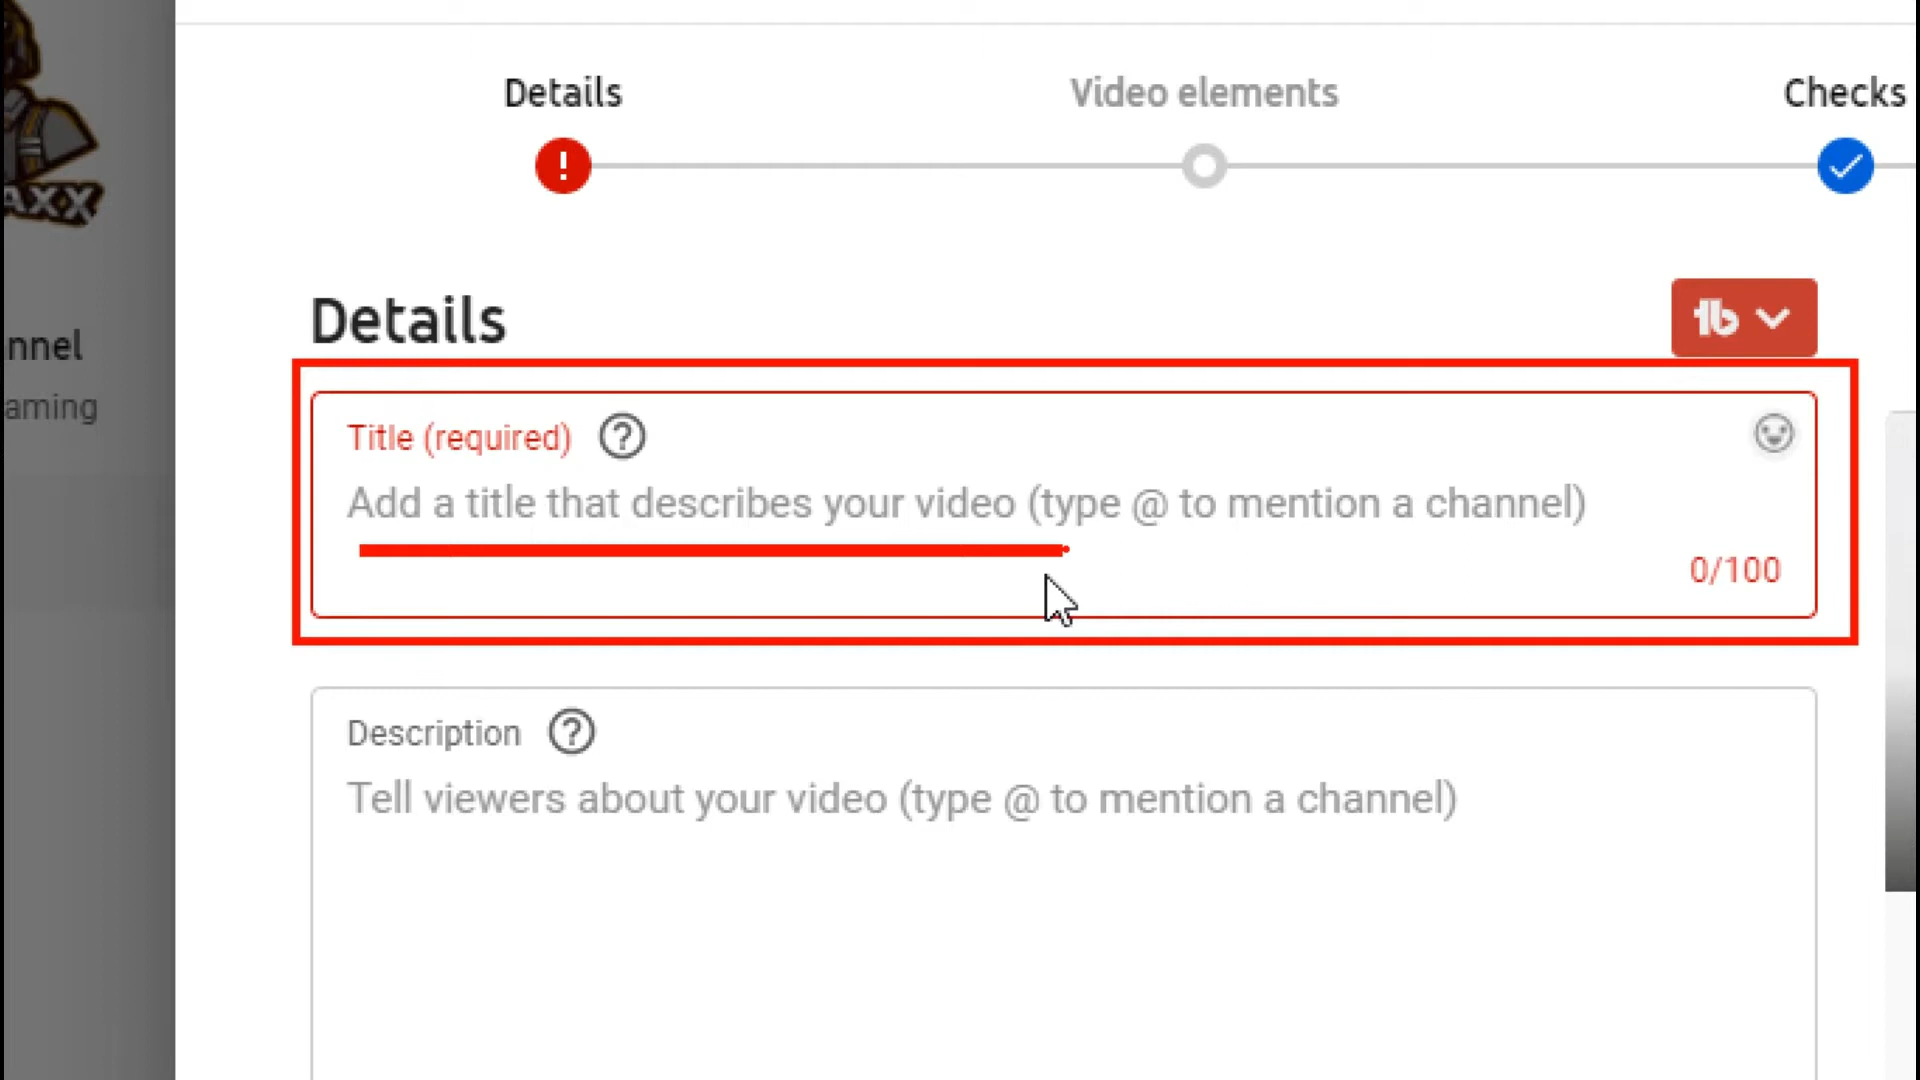 Details
Video elements
Checks
AXX
Details
nnel
aming
Title (required)
Add a title that describes your video (type @ to mention a channel)
0/100
Description
Tell viewers about your video (type @ to mention a channel)